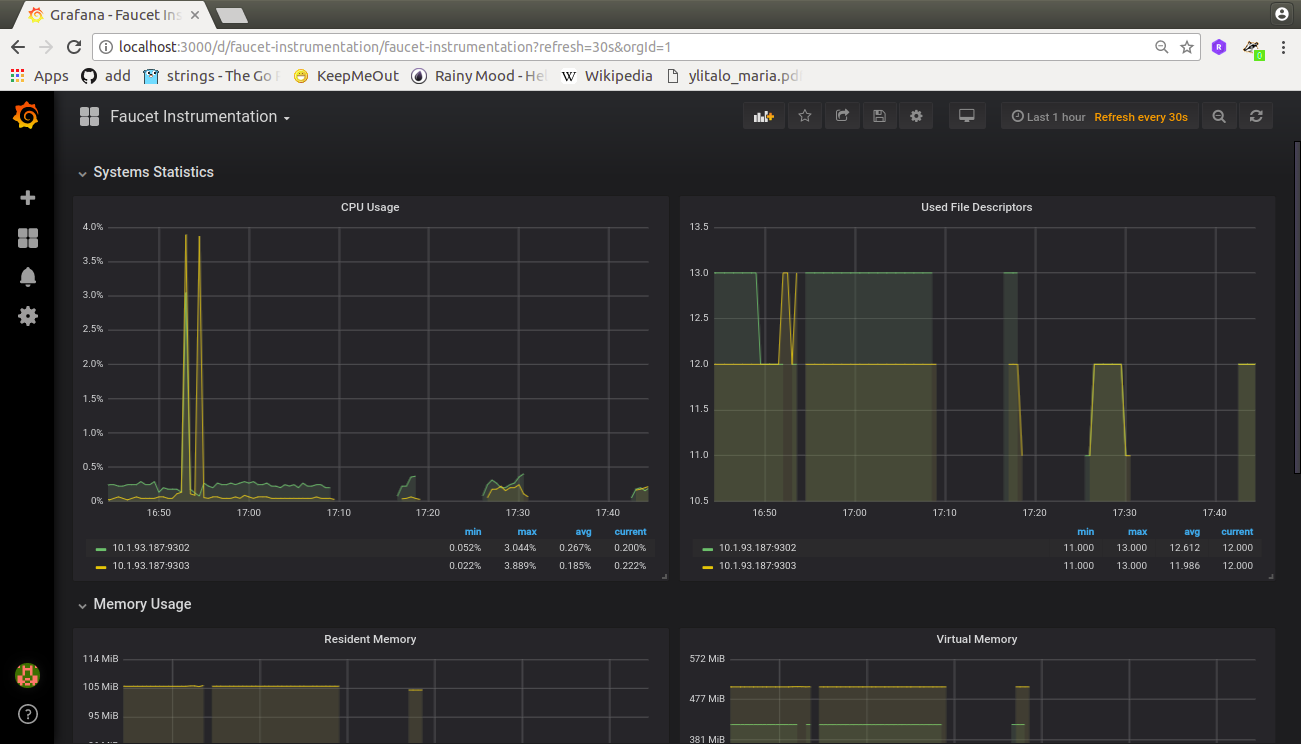 Grafana - Faucet Ins
localhost:3000/d/faucet-instrumentation/faucet-instrumentation?refresh=30s&orgId=1
R
0
Apps add strings - The Go KeepMeOut Rainy Mood - Hel W Wikipedia ylitalo_maria.pd
Faucet Instrumentation
Last 1 hour Refresh every 30s
Systems Statistics
CPU Usage
4.0%
3.5%
3.0%
2.5%
2.0%
1.5%
1.0%
0.5%
0%
16:50 17:00 17:10 17:20 17:30 17:40
min max avg current
10.1.93.187:9302 0.052% 3.044% 0.267% 0.200%
10.1.93.187:9303 0.022% 3.889% 0.185% 0.222%
Used File Descriptors
13.5
13.0
12.5
12.0
11.5
11.0
10.5
16:50 17:00 17:10 17:20 17:30 17:40
min max avg current
10.1.93.187:9302 11.000 13.000 12.612 12.000
10.1.93.187:9303 11.000 13.000 11.986 12.000
Memory Usage
Resident Memory
114 MiB
105 MiB
95 MiB
Virtual Memory
572 MiB
477 MiB
381 MiB